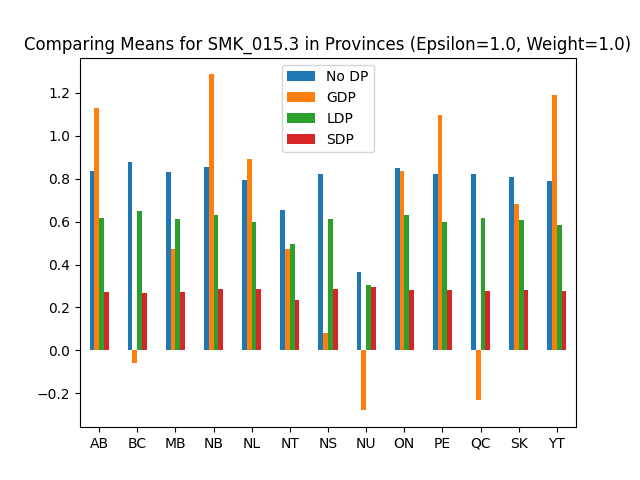 Comparing Means for SMK_015.3 in Provinces (Epsilon=1.0, Weight=1.0)
No DP
GDP
LDP
SDP
1.2
1.0
0.8
0.6
0.4
0.2
0.0
−0.2
AB BC MB NB NL NT NS NU ON PE QC SK YT